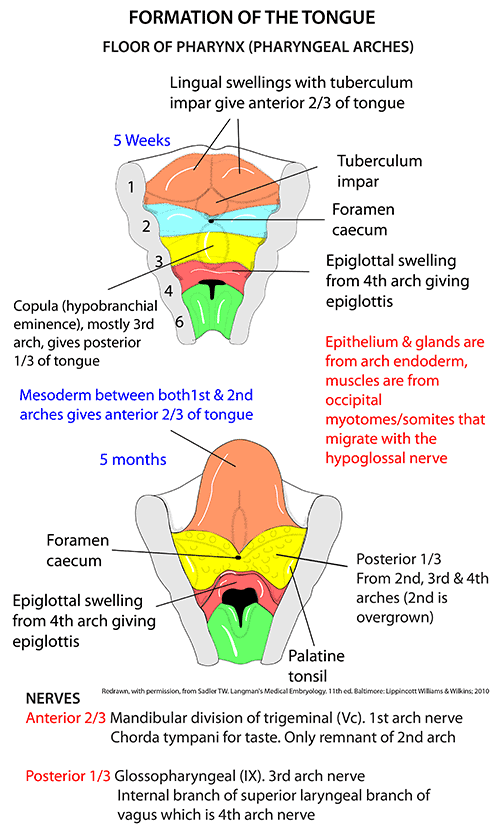 FORMATION OF THE TONGUE
FLOOR OF PHARYNX (PHARYNGEAL ARCHES)
Lingual swellings with tuberculum
impar give anterior 2/3 of tongue
5 Weeks
1
Tuberculum
impar
2
Foramen
caecum
3
Epiglottal swelling
from 4th arch giving
epiglottis
4
6
Copula (hypobranchial
eminence), mostly 3rd
arch, gives posterior
1/3 of tongue
Epithelium & glands are
from arch endoderm,
muscles are from
occipital
myotomes/somites that
migrate with the
hypoglossal nerve
Mesoderm between both1st & 2nd
arches gives anterior 2/3 of tongue
5 months
Foramen
caecum
Posterior 1/3
From 2nd, 3rd & 4th
arches (2nd is
overgrown)
Epiglottal swelling
from 4th arch giving
epiglottis
Palatine
tonsil
Redrawn, with permission, from Sadler TW. Langman's Medical Embryology. 11th ed. Baltimore: Lippincott Williams & Wilkins; 2010
NERVES
Anterior 2/3 Mandibular division of trigeminal (Vc). 1st arch nerve
Chorda tympani for taste. Only remnant of 2nd arch
Posterior 1/3 Glossopharyngeal (IX). 3rd arch nerve
Internal branch of superior laryngeal branch of
vagus which is 4th arch nerve